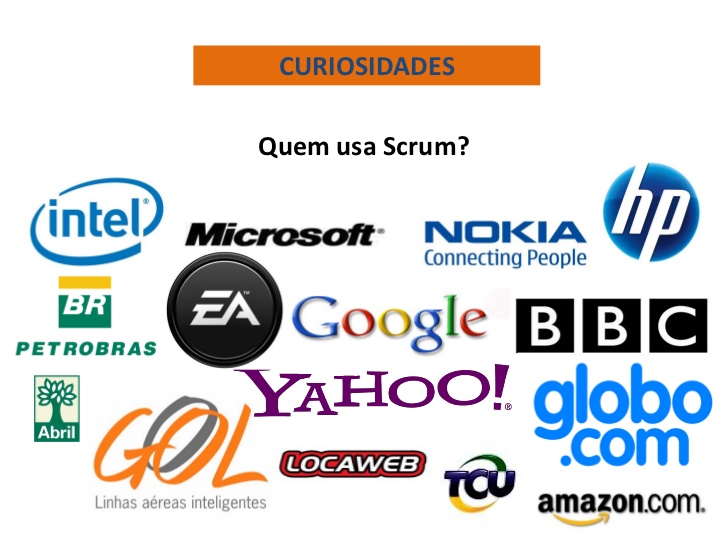 CURIOSIDADES
Quem usa Scrum?
intel
Microsoft
NOKIA
Connecting People
hp
BR
PETROBRAS
EA
Google
BBC
YAHOO!
globo
.com
Abril
GOL
Linhas aéreas inteligentes
LOCAWEB
TCU
amazon.com.